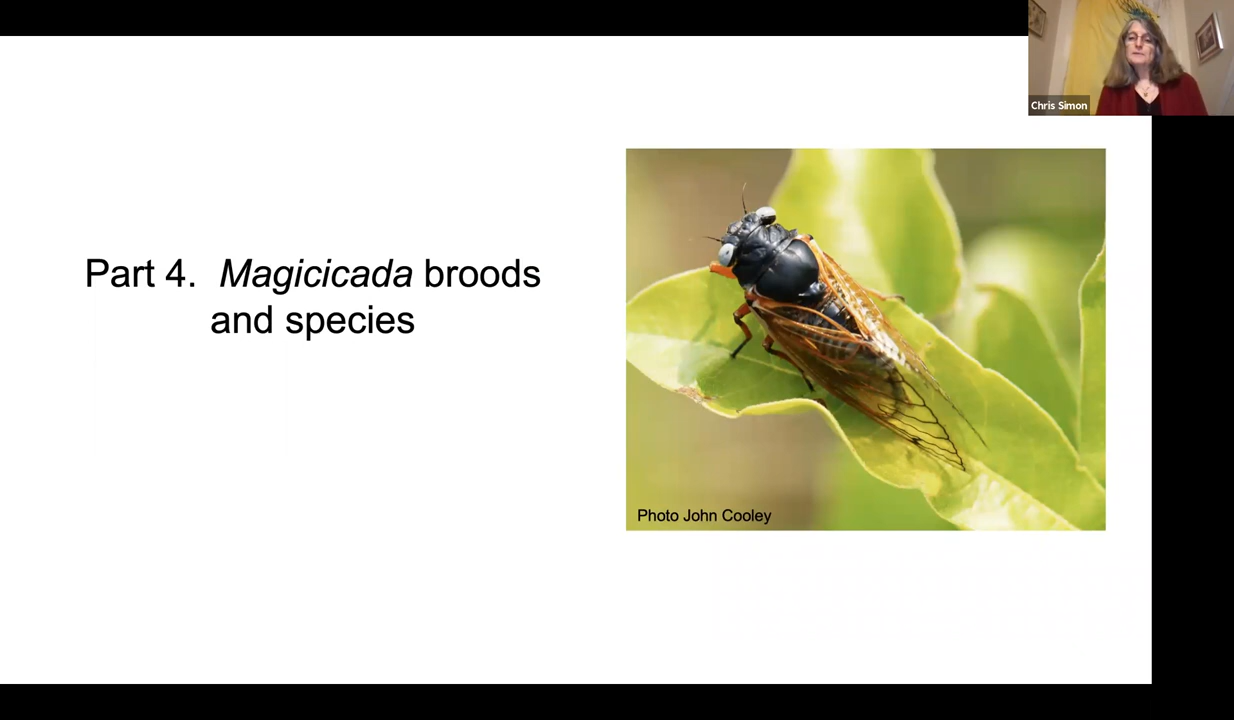 Chris Simon
Part 4. Magicicada broods
and species
Photo John Cooley